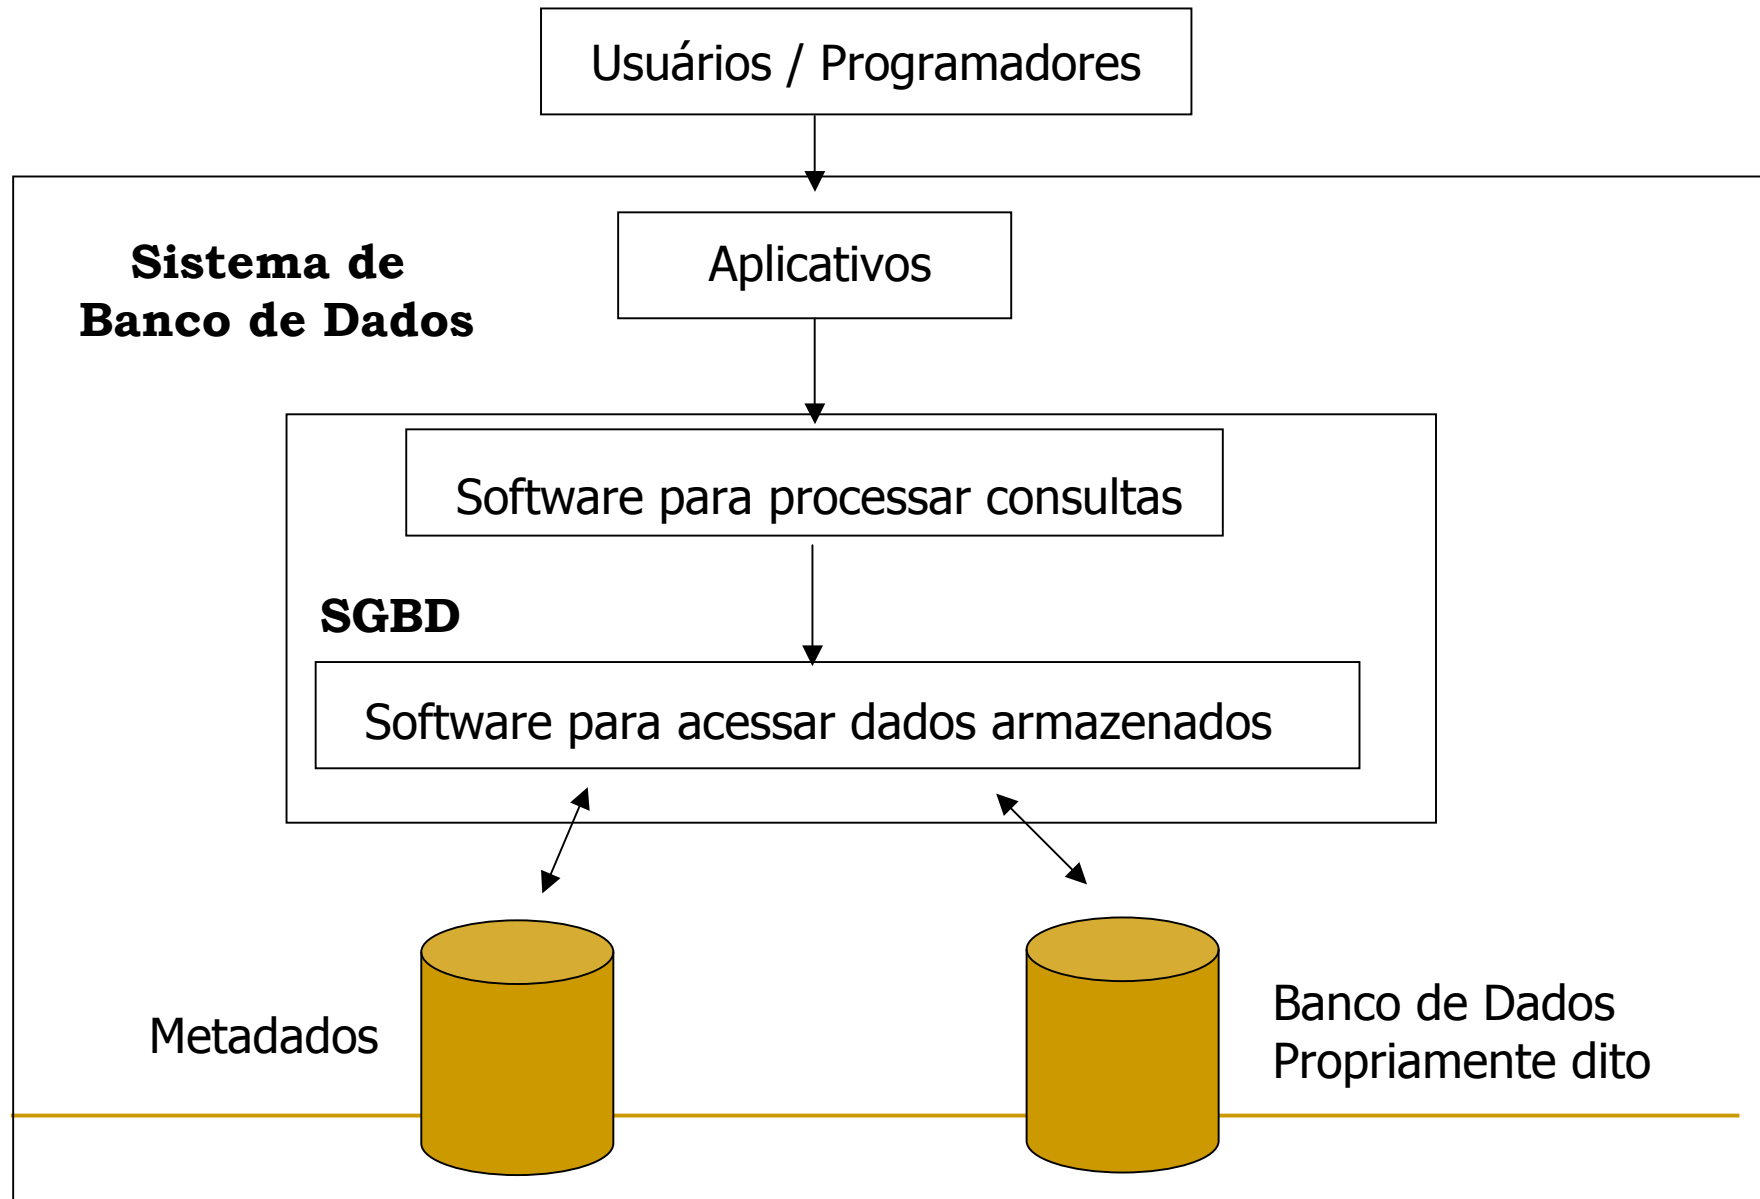 Usuários / Programadores
Sistema de
Banco de Dados
Aplicativos
Software para processar consultas
SGBD
Software para acessar dados armazenados
Metadados
Banco de Dados
Propriamente dito